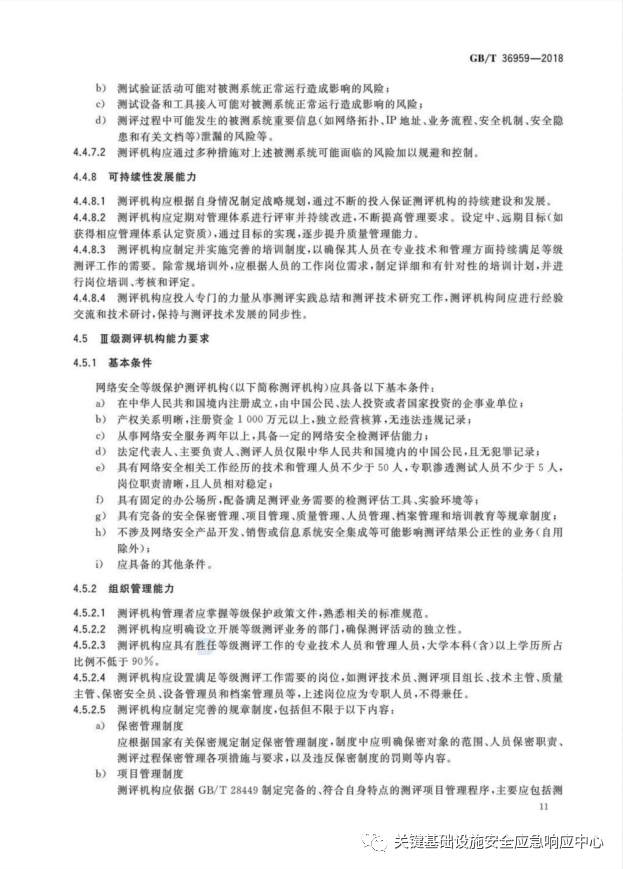 GB/T 36959—2018
b) 测试验证活动可能对被测系统正常运行造成影响的风险；
c) 测试设备和工具接入可能对被测系统正常运行造成影响的风险；
d) 测评过程中可能发生的被测系统重要信息(如网络拓扑、IP 地址、业务流程、安全机制、安全隐
患和有关文档等)泄漏的风险等。
4.4.7.2 测评机构应通过多种措施对上述被测系统可能面临的风险加以规避和控制。
4.4.8 可持续性发展能力
4.4.8.1 测评机构应根据自身情况制定战略规划，通过不断的投入保证测评机构的持续建设和发展。
4.4.8.2 测评机构应定期对管理体系进行评审并持续改进，不断提高管理要求。设定中、远期目标(如
获得相应管理体系认定资质)，通过目标的实现，逐步提升质量管理能力。
4.4.8.3 测评机构应制定并实施完善的培训制度，以确保其人员在专业技术和管理方面持续满足等级
测评工作的需要。除常规培训外，应根据人员的工作岗位需求，制定详细和有针对性的培训计划，并进
行岗位培训、考核和评定。
4.4.8.4 测评机构应投入专门的力量从事测评实践总结和测评技术研究工作，测评机构间应进行经验
交流和技术研讨，保持与测评技术发展的同步性。
4.5 Ⅲ级测评机构能力要求
4.5.1 基本条件
网络安全等级保护测评机构(以下简称测评机构)应具备以下基本条件：
a) 在中华人民共和国境内注册成立，由中国公民、法人投资或者国家投资的企事业单位；
b) 产权关系明晰，注册资金 1 000 万元以上，独立经营核算，无违法违规记录；
c) 从事网络安全服务两年以上，具备一定的网络安全检测评估能力；
d) 法定代表人、主要负责人、测评人员仅限中华人民共和国境内的中国公民，且无犯罪记录；
e) 具有网络安全相关工作经历的技术和管理人员不少于 50 人，专职渗透测试人员不少于 5 人，
岗位职责清晰，且人员相对稳定；
f) 具有固定的办公场所，配备满足测评业务需要的检测评估工具、实验环境等；
g) 具有完备的安全保密管理、项目管理、质量管理、人员管理、档案管理和培训教育等规章制度；
h) 不涉及网络安全产品开发、销售或信息系统安全集成等可能影响测评结果公正性的业务(自用
除外)；
i) 应具备的其他条件。
4.5.2 组织管理能力
4.5.2.1 测评机构管理者应掌握等级保护政策文件，熟悉相关的标准规范。
4.5.2.2 测评机构应明确设立开展等级测评业务的部门，确保测评活动的独立性。
4.5.2.3 测评机构应具有胜任等级测评工作的专业技术人员和管理人员，大学本科(含)以上学历所占
比例不低于 90%。
4.5.2.4 测评机构应设置满足等级测评工作需要的岗位，如测评技术员、测评项目组长、技术主管、质量
主管、保密安全员、设备管理员和档案管理员等，上述岗位应为专职人员，不得兼任。
4.5.2.5 测评机构应制定完善的规章制度，包括但不限于以下内容：
a) 保密管理制度
应根据国家有关保密规定制定保密管理制度，制度中应明确保密对象的范围、人员保密职责、
测评过程保密管理各项措施与要求，以及违反保密制度的罚则等内容。
b) 项目管理制度
测评机构应依据 GB/T 28449 制定完备的、符合自身特点的测评项目管理程序，主要应包括测
11
关键基础设施安全应急响应中心